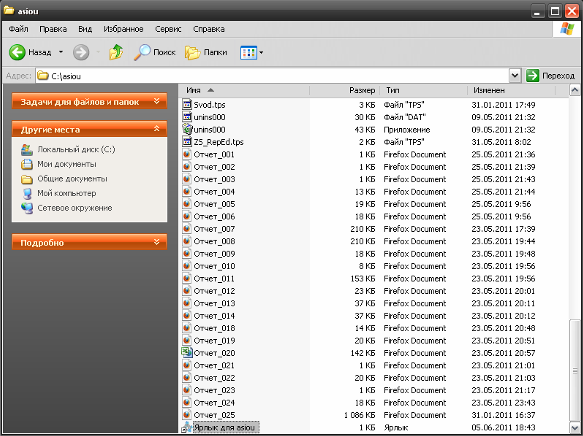 asiou
Файл Правка Вид Избранное Сервис Справка
Назад Поиск Папки
Адрес: C:\asiou Переход
Задачи для файлов и папок
Другие места
Локальный диск (C:)
Мои документы
Общие документы
Мой компьютер
Сетевое окружение
Подробно
Имя Размер Тип Изменен
Svod.tps 3 КБ Файл "TPS" 31.01.2011 17:49
unins000 30 КБ Файл "DAT" 09.05.2011 21:32
unins000 43 КБ Приложение 09.05.2011 21:32
Z5_RepEd.tps 2 КБ Файл "TPS" 31.05.2011 8:02
Отчет_001 1 КБ Firefox Document 25.05.2011 21:36
Отчет_002 1 КБ Firefox Document 25.05.2011 21:39
Отчет_003 1 КБ Firefox Document 23.05.2011 21:43
Отчет_004 13 КБ Firefox Document 25.05.2011 21:44
Отчет_005 19 КБ Firefox Document 25.05.2011 9:56
Отчет_006 18 КБ Firefox Document 25.05.2011 9:56
Отчет_007 210 КБ Firefox Document 23.05.2011 17:39
Отчет_008 210 КБ Firefox Document 23.05.2011 19:44
Отчет_009 18 КБ Firefox Document 23.05.2011 19:48
Отчет_010 8 КБ Firefox Document 23.05.2011 19:56
Отчет_011 153 КБ Firefox Document 23.05.2011 19:56
Отчет_012 23 КБ Firefox Document 23.05.2011 20:01
Отчет_013 37 КБ Firefox Document 23.05.2011 20:11
Отчет_014 37 КБ Firefox Document 23.05.2011 20:12
Отчет_018 14 КБ Firefox Document 23.05.2011 20:48
Отчет_019 20 КБ Firefox Document 23.05.2011 20:51
Отчет_020 142 КБ Firefox Document 23.05.2011 20:57
Отчет_021 1 КБ Firefox Document 23.05.2011 21:01
Отчет_022 20 КБ Firefox Document 23.05.2011 21:03
Отчет_023 1 КБ Firefox Document 23.05.2011 21:17
Отчет_024 18 КБ Firefox Document 23.05.2011 23:43
Отчет_025 1 086 КБ Firefox Document 31.01.2011 16:37
Ярлык для asiou 1 КБ Ярлык 05.06.2011 18:43